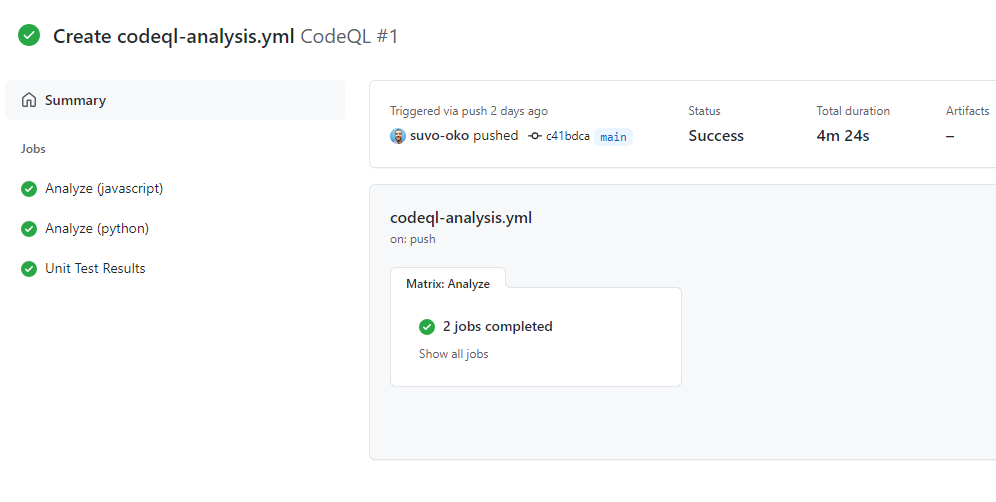 Create codeql-analysis.yml CodeQL #1
Summary
Jobs
Analyze (javascript)
Analyze (python)
Unit Test Results
Triggered via push 2 days ago
suvo-oko pushed c41bdca main
Status
Success
Total duration
4m 24s
Artifacts
–
codeql-analysis.yml
on: push
Matrix: Analyze
2 jobs completed
Show all jobs